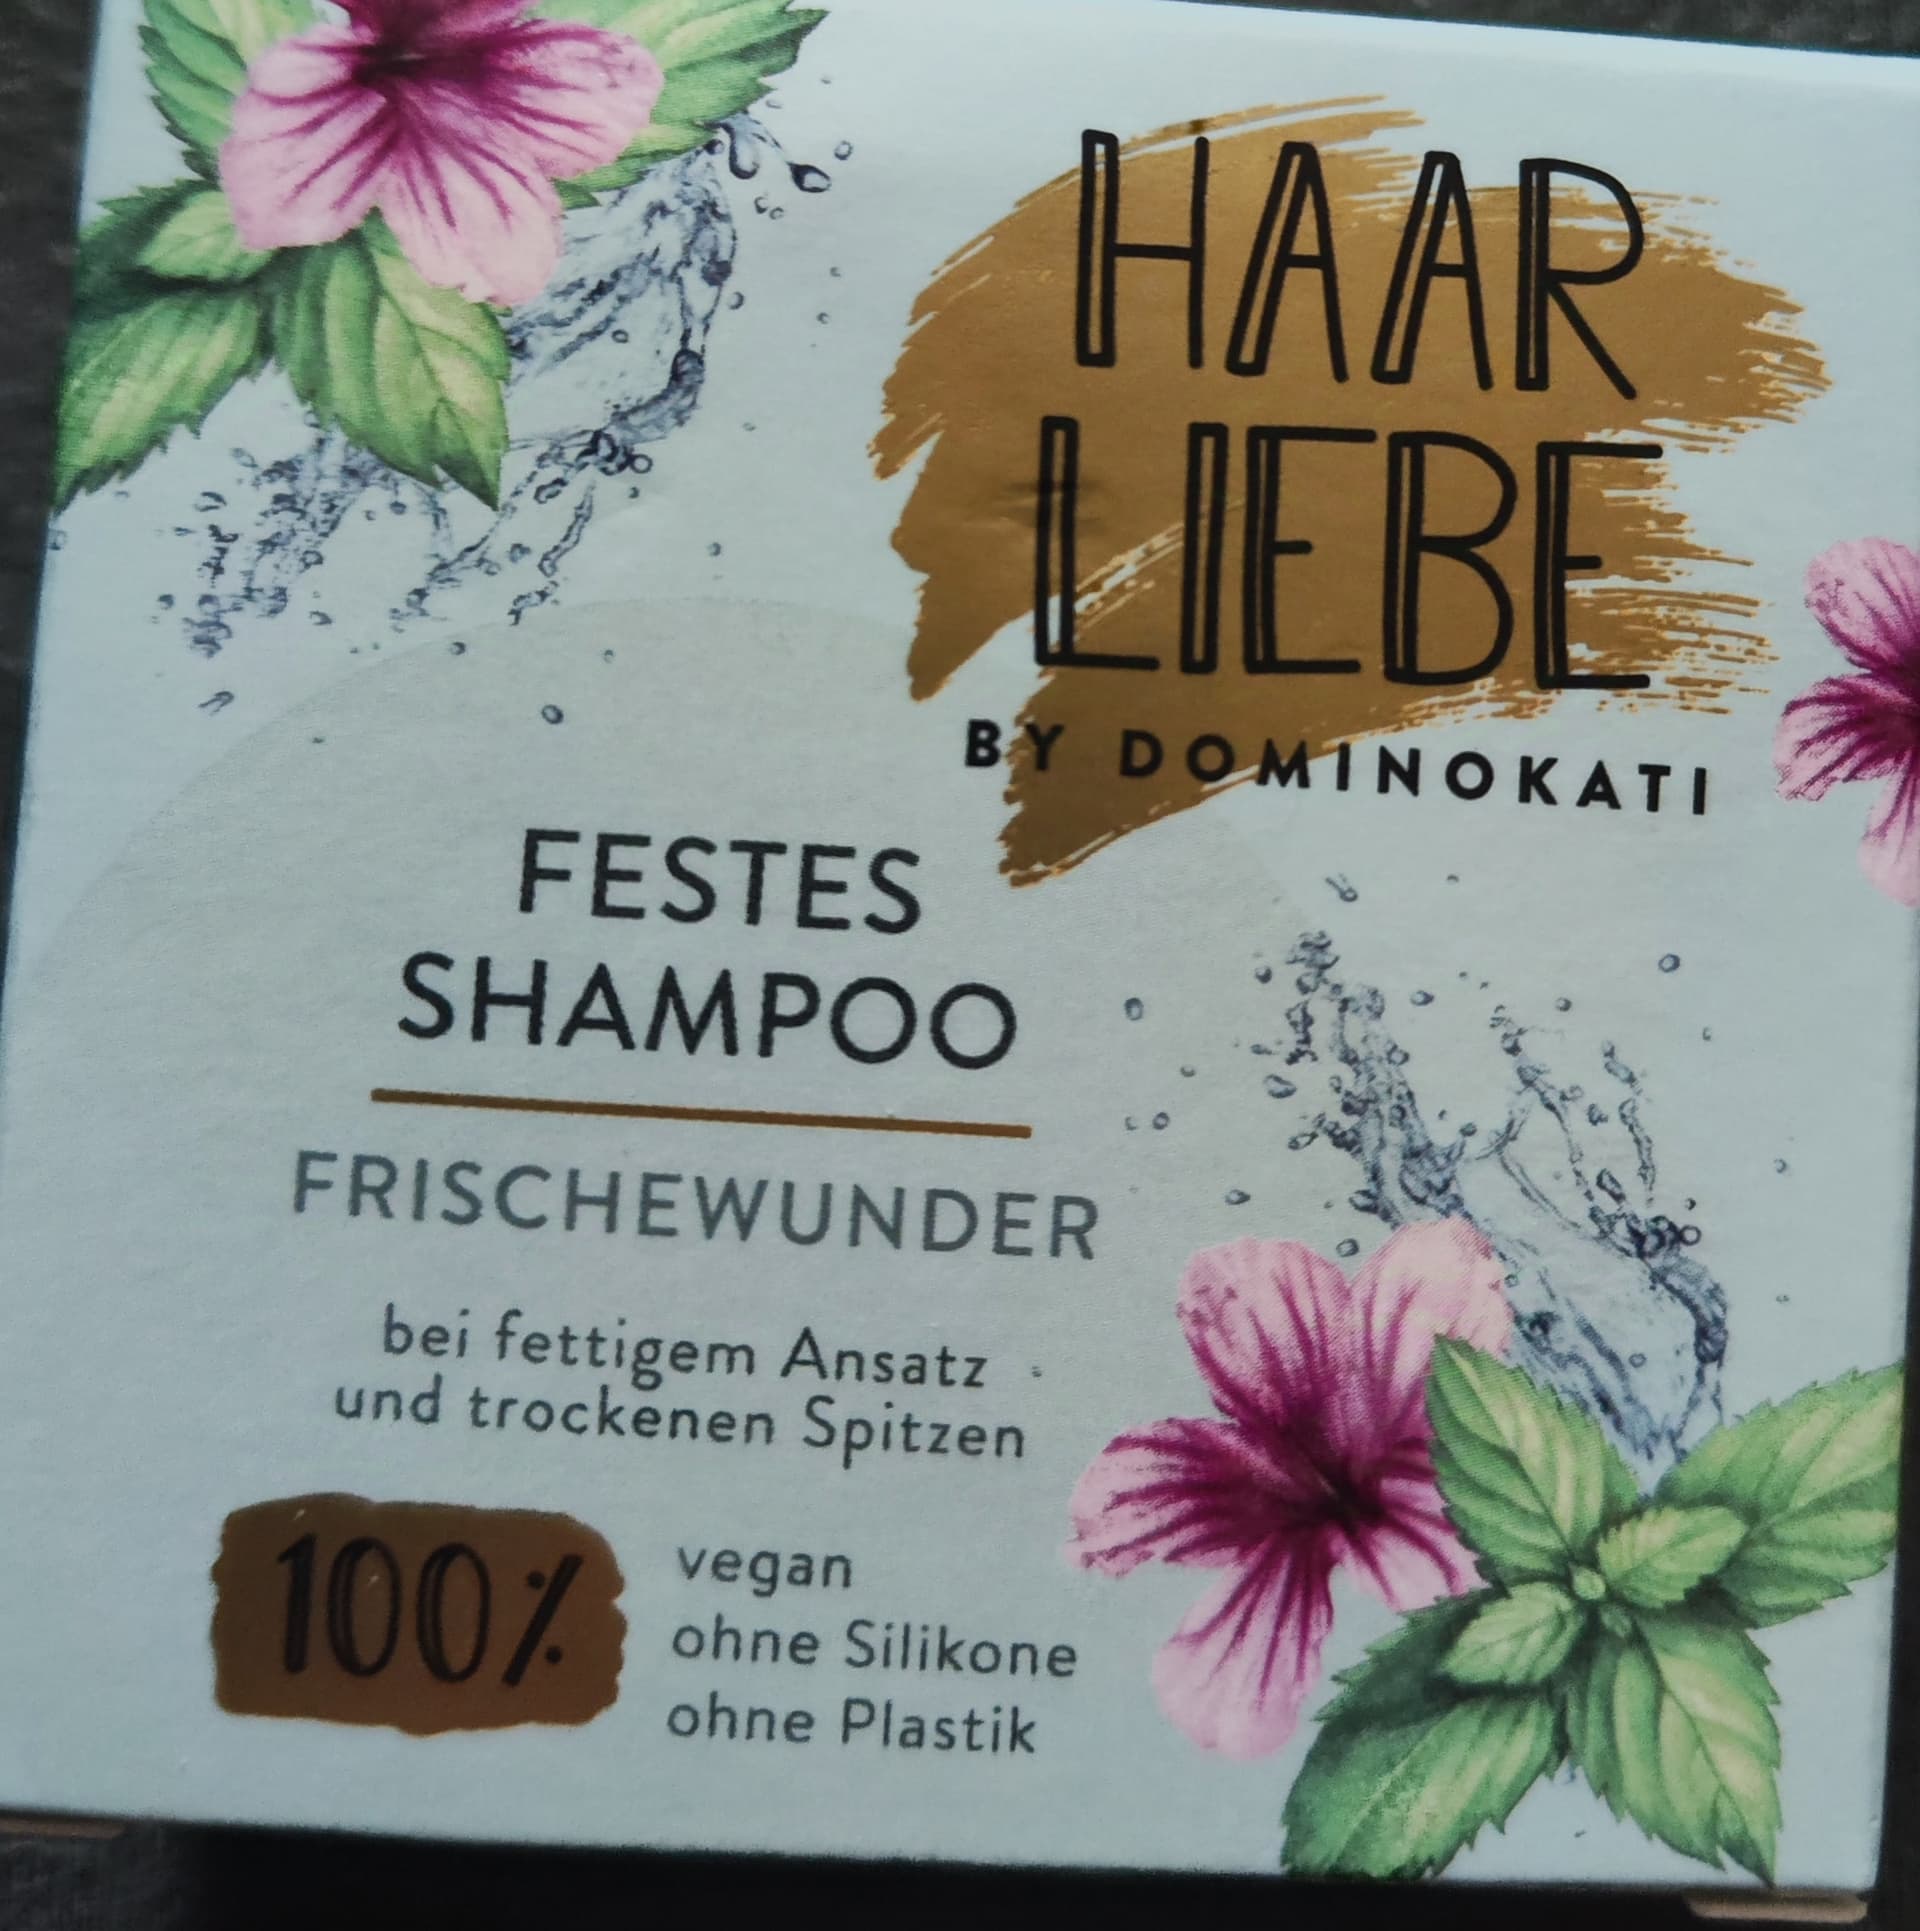 HAAR
LIEBE
BY DOMINOKATI
FESTES
SHAMPOO
FRISCHEWUNDER
bei fettigem Ansatz
und trockenen Spitzen
100%
vegan
ohne Silikone
ohne Plastik